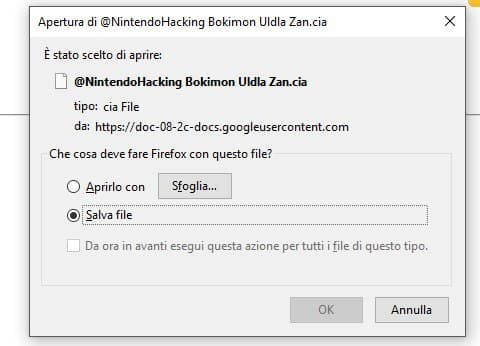 Apertura di @NintendoHacking Bokimon Uldla Zan.cia
È stato scelto di aprire:
@NintendoHacking Bokimon Uldla Zan.cia
tipo: cia File
da: https://doc-08-2c-docs.googleusercontent.com
Che cosa deve fare Firefox con questo file?
Aprirlo con Sfoglia...
Salva file
Da ora in avanti esegui questa azione per tutti i file di questo tipo.
OK Annulla